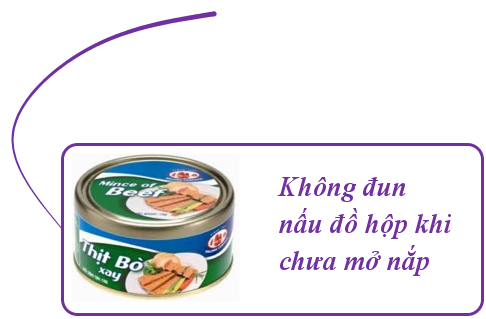 Mince of
Beef
Thịt Bò
xay
Không đun
nấu đồ hộp khi
chưa mở nắp